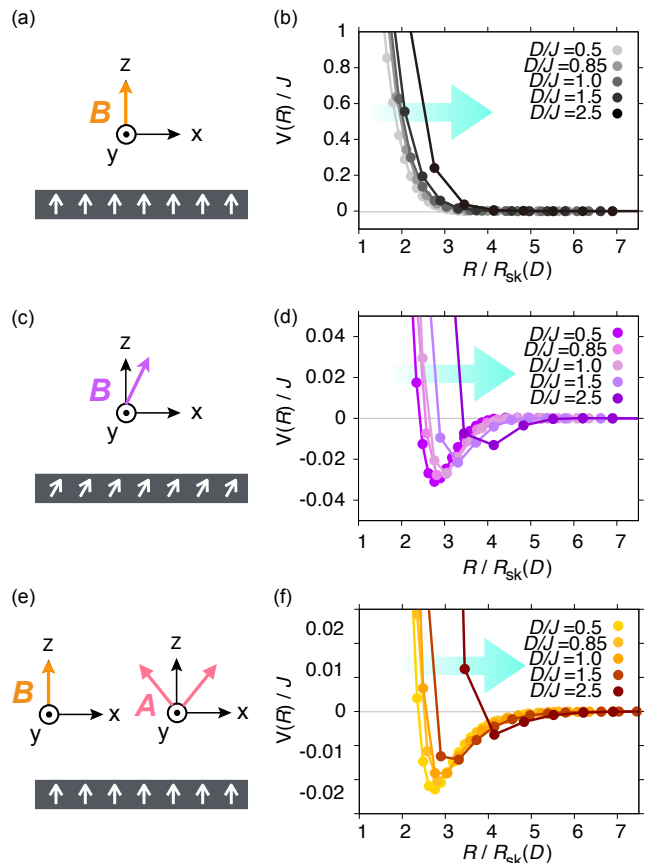 (a)
z
B
x
y
(b)
V(R) / J
1
0.8
0.6
0.4
0.2
0
D/J =0.5
D/J =0.85
D/J =1.0
D/J =1.5
D/J =2.5
1 2 3 4 5 6 7
R / Rsk(D)
(c)
z
B
x
y
(d)
V(R) / J
0.04
0.02
0
-0.02
-0.04
D/J =0.5
D/J =0.85
D/J =1.0
D/J =1.5
D/J =2.5
1 2 3 4 5 6 7
R / Rsk(D)
(e)
z
B
x
y
z
A
x
y
(f)
V(R) / J
0.02
0.01
0
-0.01
-0.02
D/J =0.5
D/J =0.85
D/J =1.0
D/J =1.5
D/J =2.5
1 2 3 4 5 6 7
R / Rsk(D)